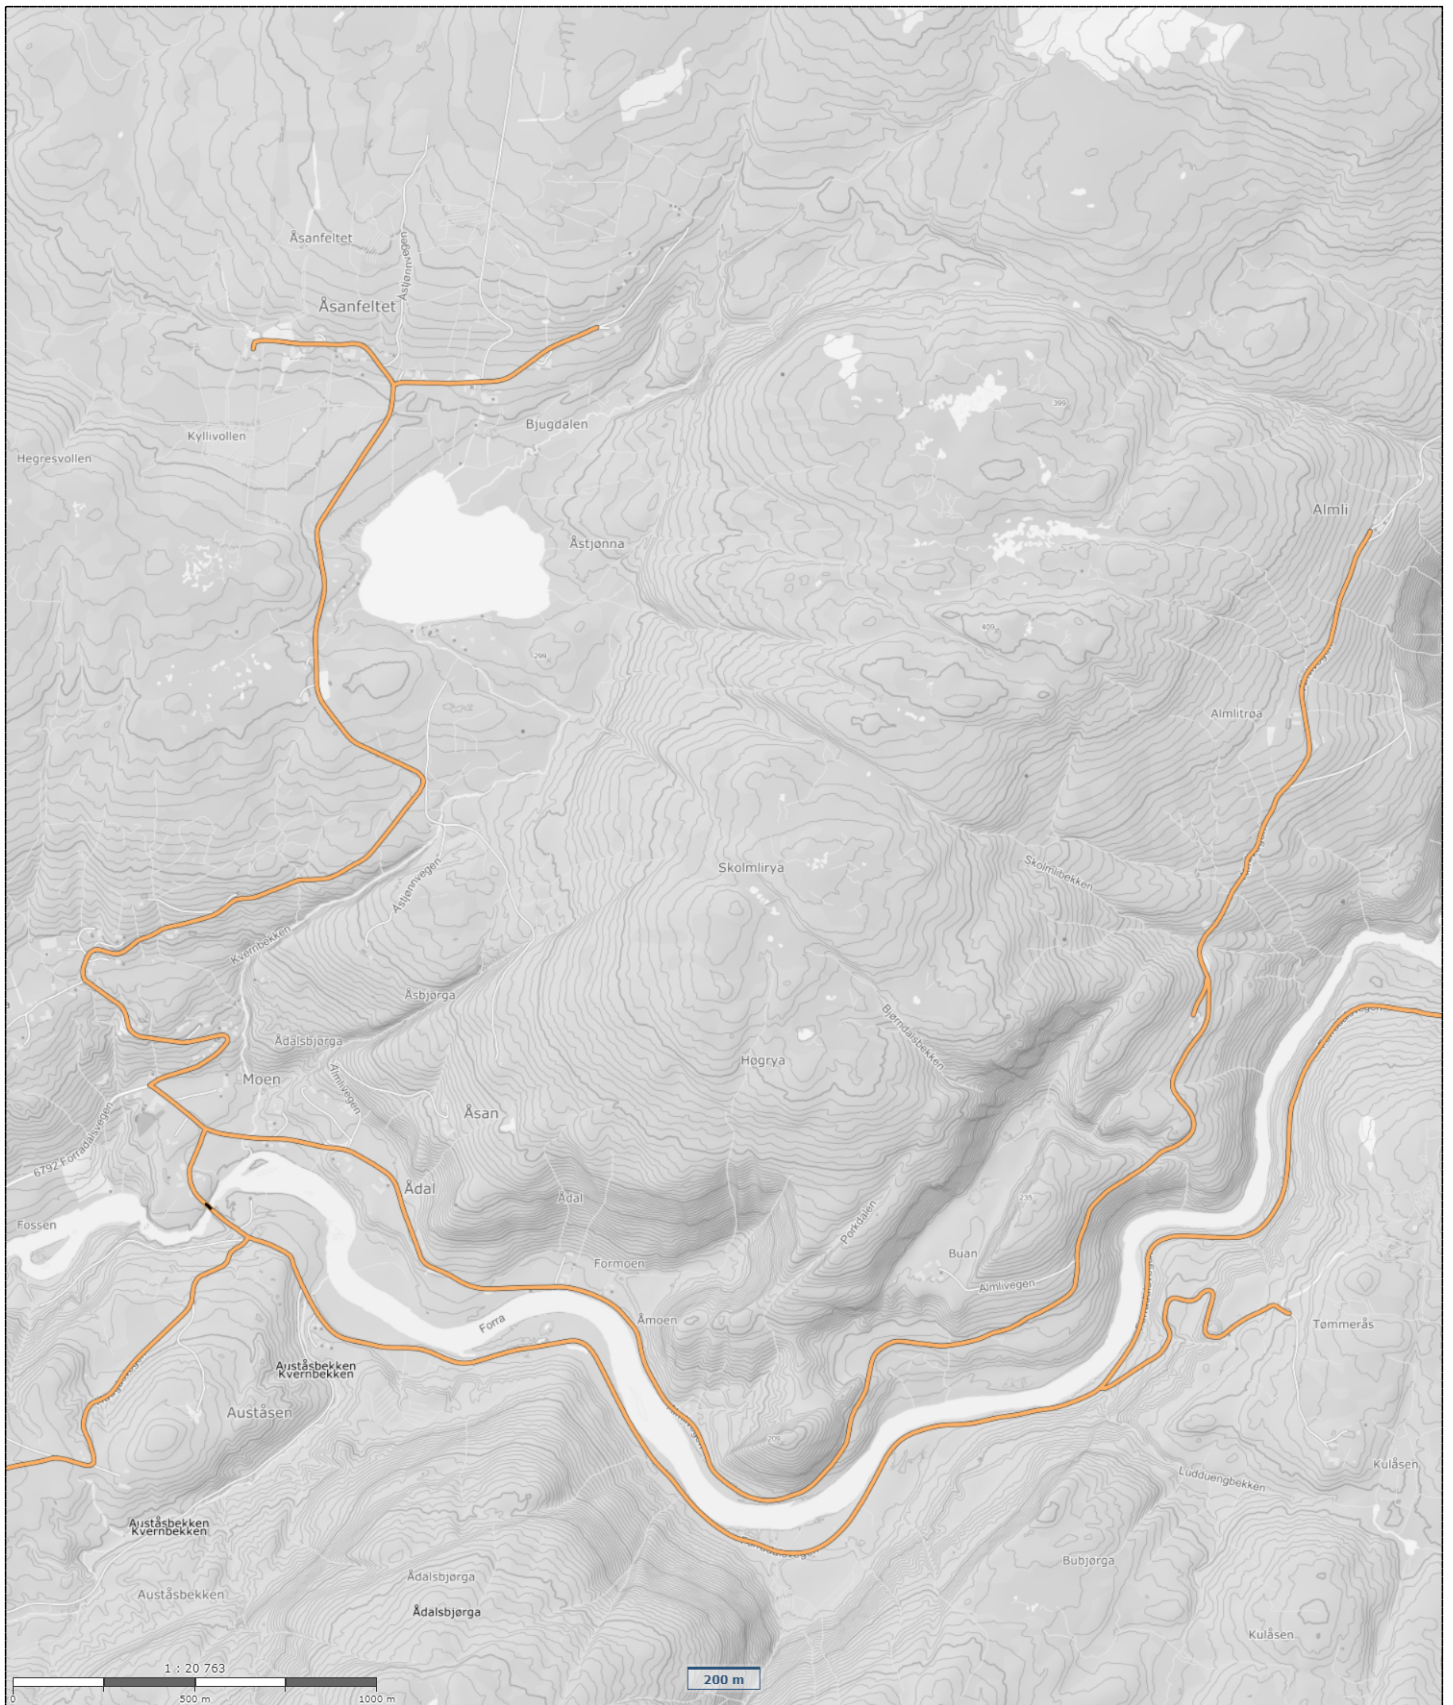 Åsanfeltet
Åstjønnvegen
Åsanfeltet
Bjugdalen
Kyllivollen
Hegresvollen
399
Almli
Åstjønna
409
299
Almlitrøa
Skolmlirya
Skolmlibekken
Åstjønnvegen
Kvernbekken
Åsbjørga
Bjørndalsbekken
Ådalsbjørga
Høgrya
Moen
Almlivegen
Åsan
6792 Forradalsvegen
Ådal
Ådal
235
Porkdalen
Fossen
Buan
Formoen
Almlivegen
Forra
Åmoen
Tømmerås
Auståsbekken
Kvernbekken
Auståsen
209
Kulåsen
Ludduengbekken
Auståsbekken
Kvernbekken
Bubjørga
Ådalsbjørga
Auståsbekken
Ådalsbjørga
Kulåsen
1 : 20 763
200 m
0 500 m 1000 m